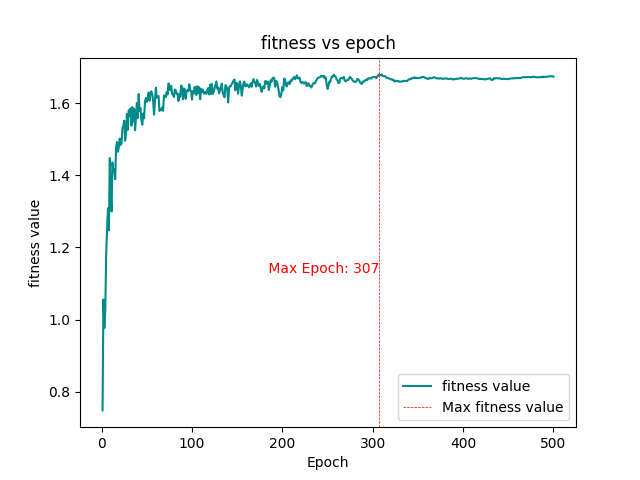 fitness vs epoch
fitness value
1.6
1.4
1.2
1.0
0.8
Max Epoch: 307
fitness value
Max fitness value
0
100
200
300
400
500
Epoch